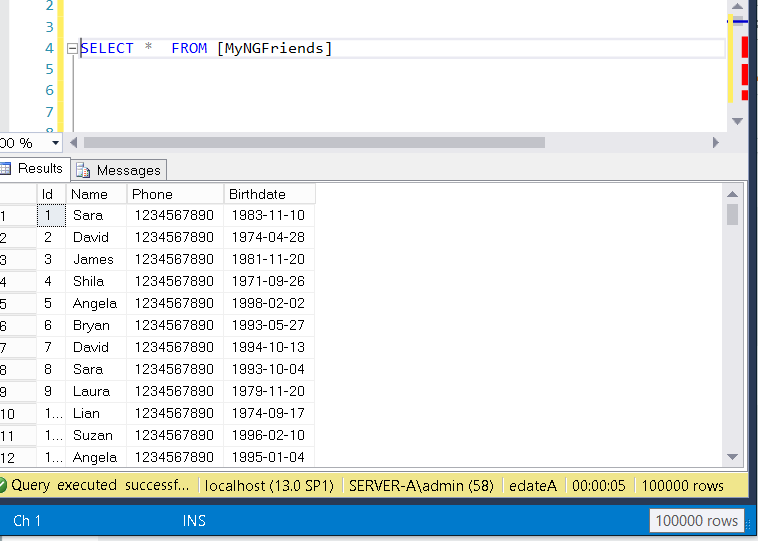 2
3
4 SELECT * FROM [MyNGFriends]
5
6
7
00 %
Results Messages
Id Name Phone Birthdate
1 1 Sara 1234567890 1983-11-10
2 2 David 1234567890 1974-04-28
3 3 James 1234567890 1981-11-20
4 4 Shila 1234567890 1971-09-26
5 5 Angela 1234567890 1998-02-02
6 6 Bryan 1234567890 1993-05-27
7 7 David 1234567890 1994-10-13
8 8 Sara 1234567890 1993-10-04
9 9 Laura 1234567890 1979-11-20
10 1... Lian 1234567890 1974-09-17
11 1... Suzan 1234567890 1996-02-10
12 1... Angela 1234567890 1995-01-04
Query executed successf... localhost (13.0 SP1) SERVER-A\admin (58) edateA 00:00:05 100000 rows
Ch 1 INS 100000 rows